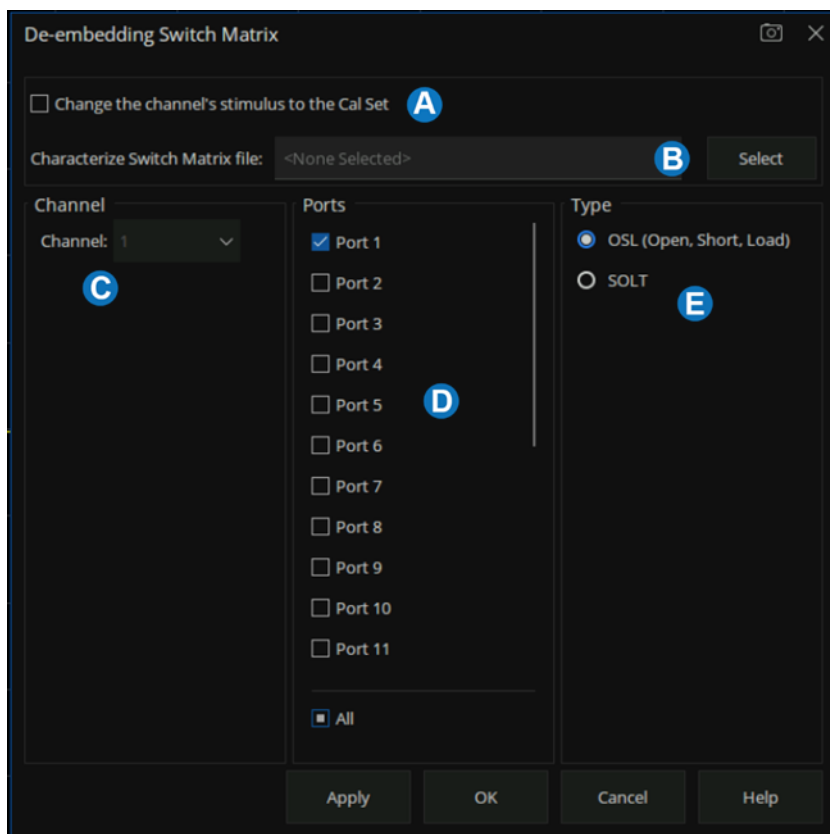 De-embedding Switch Matrix
Change the channel's stimulus to the Cal Set A
Characterize Switch Matrix file: <None Selected> B Select
Channel
Channel: 1
C
Ports
Port 1
Port 2
Port 3
Port 4
Port 5
D
Port 6
Port 7
Port 8
Port 9
Port 10
Port 11
All
Type
OSL (Open, Short, Load)
SOLT
E
Apply OK Cancel Help